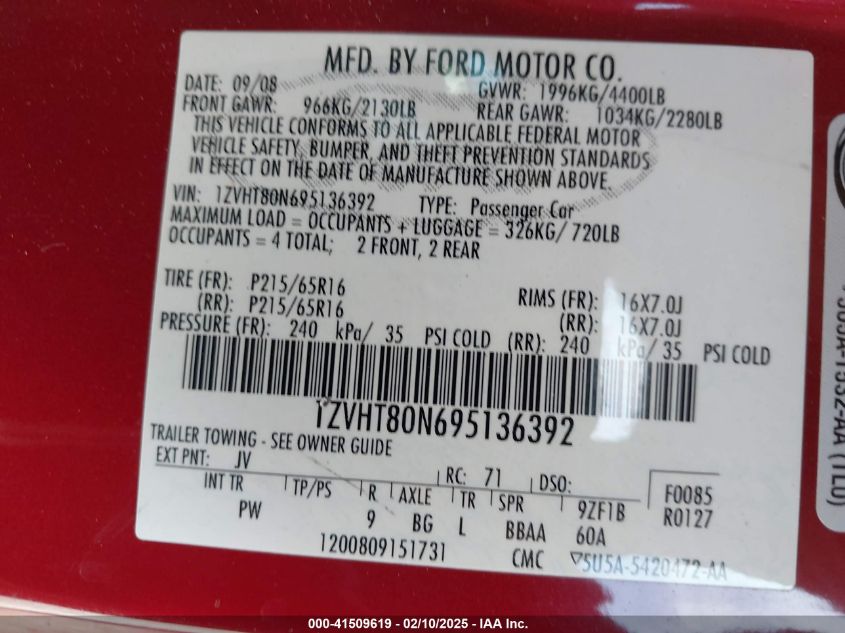 MFD. BY FORD MOTOR CO.
DATE: 09/08 GVWR: 1996KG/4400LB
FRONT GAWR: 966KG/2130LB REAR GAWR: 1034KG/2280LB
THIS VEHICLE CONFORMS TO ALL APPLICABLE FEDERAL MOTOR
VEHICLE SAFETY, BUMPER, AND THEFT PREVENTION STANDARDS
IN EFFECT ON THE DATE OF MANUFACTURE SHOWN ABOVE.
VIN: 1ZVHT80N695136392 TYPE: Passenger Car
MAXIMUM LOAD = OCCUPANTS + LUGGAGE = 326KG/ 720LB
OCCUPANTS = 4 TOTAL; 2 FRONT, 2 REAR
TIRE (FR): P215/65R16 RIMS (FR): 16X7.0J
(RR): P215/65R16 (RR): 16X7.0J
PRESSURE (FR): 240 kPa/ 35 PSI COLD (RR): 240 kPa/ 35 PSI COLD
1ZVHT80N695136392
TRAILER TOWING - SEE OWNER GUIDE
EXT PNT: JV RC: 71 DSO: F0085
INT TR TP/PS R AXLE TR SPR 9ZF1B R0127
PW 9 BG L BBAA 60A
1200809151731 CMC 5U5A-5420472-AA
(TLD)
000-41509619 - 02/10/2025 - IAA Inc.